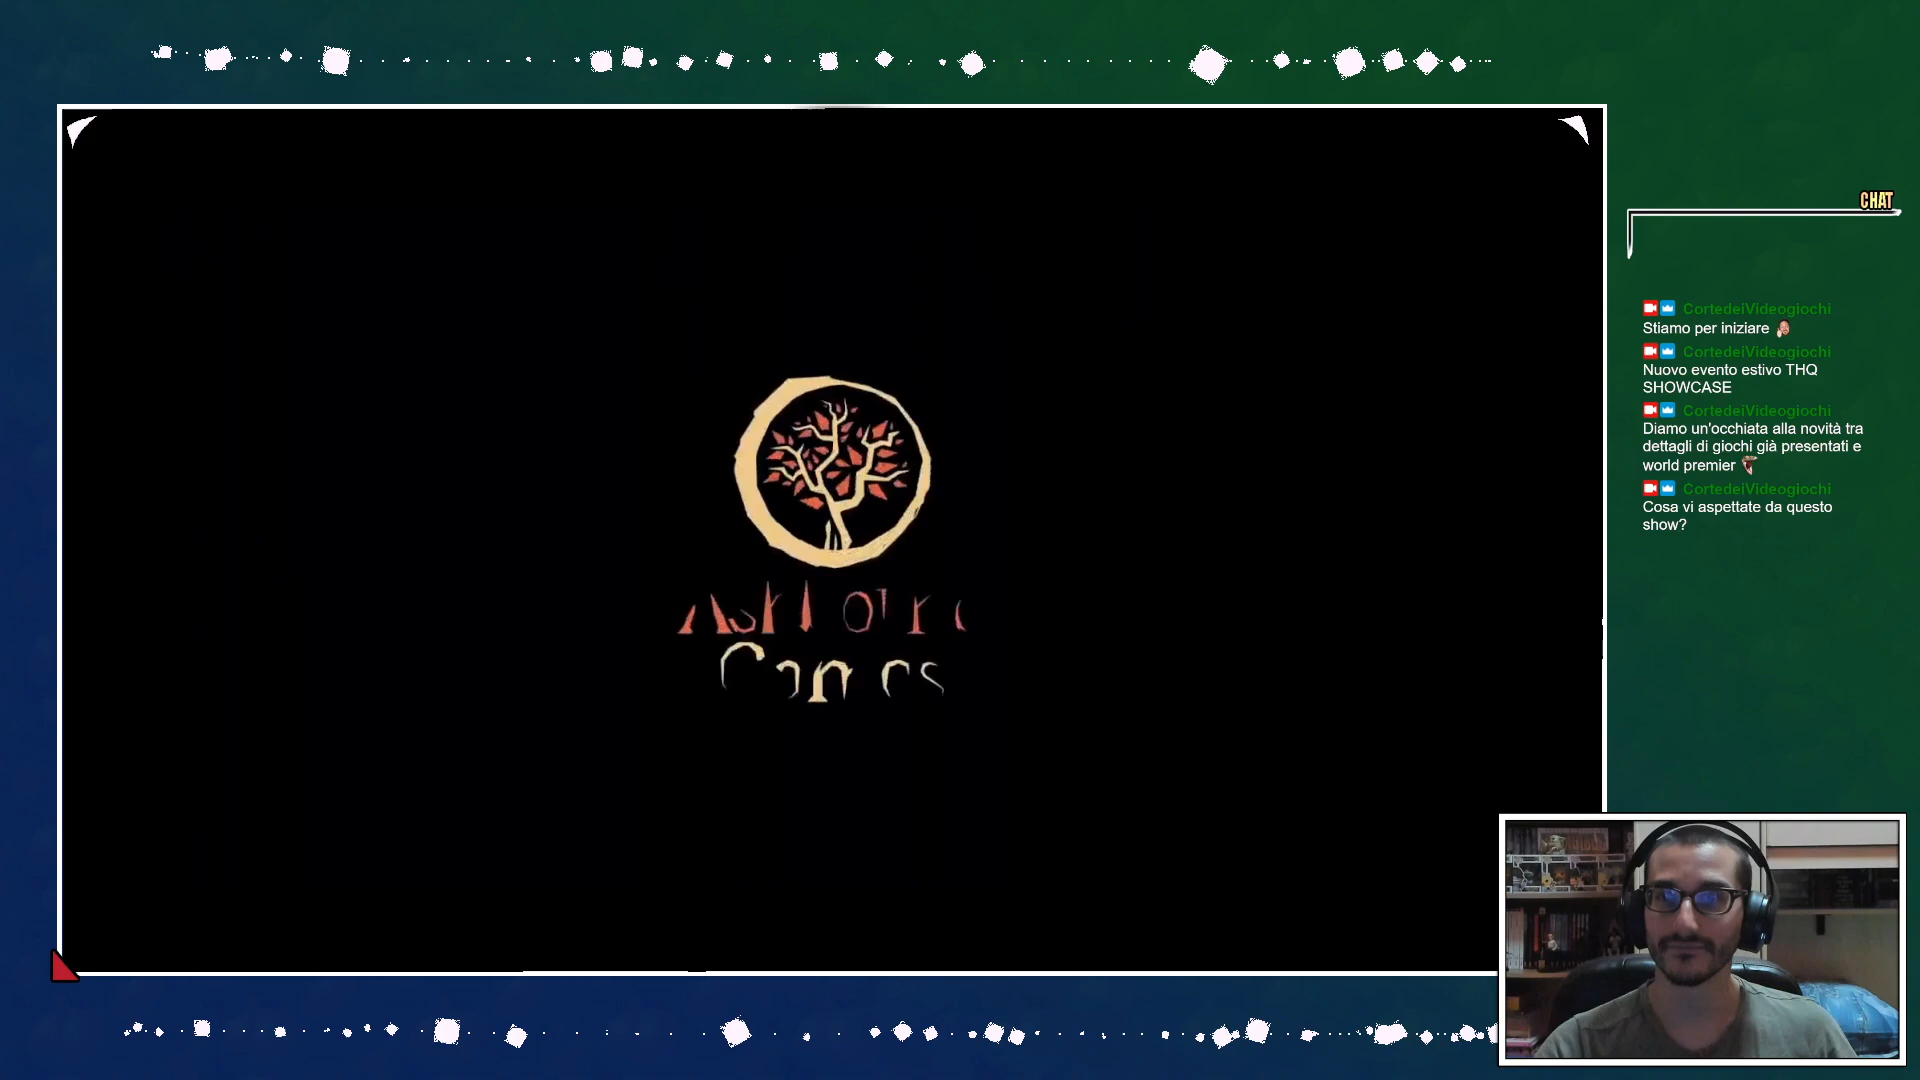 CHAT
CortedeiVideogiochi
Stiamo per iniziare
CortedeiVideogiochi
Nuovo evento estivo THQ
SHOWCASE
CortedeiVideogiochi
Diamo un'occhiata alla novità tra
dettagli di giochi già presentati e
world premier
CortedeiVideogiochi
Cosa vi aspettate da questo
show?